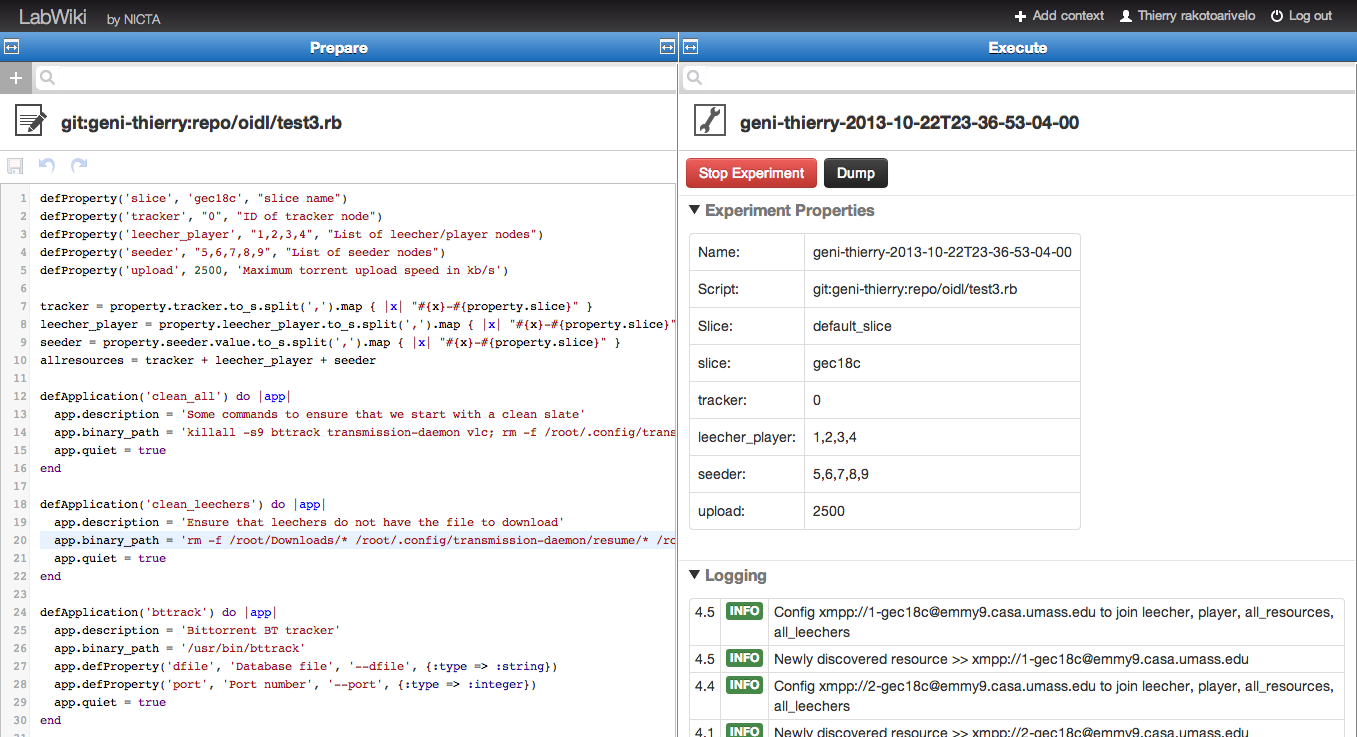 LabWiki by NICTA
Add context Thierry rakotoarivelo Log out
Prepare
git:geni-thierry:repo/oidl/test3.rb
1 defProperty('slice', 'gec18c', "slice name")
2 defProperty('tracker', "0", "ID of tracker node")
3 defProperty('leecher_player', "1,2,3,4", "List of leecher/player nodes")
4 defProperty('seeder', "5,6,7,8,9", "List of seeder nodes")
5 defProperty('upload', 2500, 'Maximum torrent upload speed in kb/s')
6
7 tracker = property.tracker.to_s.split(',').map { |x| "#{x}-#{property.slice}" }
8 leecher_player = property.leecher_player.to_s.split(',').map { |x| "#{x}-#{property.slice}"
9 seeder = property.seeder.value.to_s.split(',').map { |x| "#{x}-#{property.slice}" }
10 allresources = tracker + leecher_player + seeder
11
12 defApplication('clean_all') do |app|
13 app.description = 'Some commands to ensure that we start with a clean slate'
14 app.binary_path = 'killall -s9 bttrack transmission-daemon vlc; rm -f /root/.config/trans
15 app.quiet = true
16 end
17
18 defApplication('clean_leechers') do |app|
19 app.description = 'Ensure that leechers do not have the file to download'
20 app.binary_path = 'rm -f /root/Downloads/* /root/.config/transmission-daemon/resume/* /ro
21 app.quiet = true
22 end
23
24 defApplication('bttrack') do |app|
25 app.description = 'Bittorrent BT tracker'
26 app.binary_path = '/usr/bin/bttrack'
27 app.defProperty('dfile', 'Database file', '--dfile', {:type => :string})
28 app.defProperty('port', 'Port number', '--port', {:type => :integer})
29 app.quiet = true
30 end
Execute
geni-thierry-2013-10-22T23-36-53-04-00
Stop Experiment Dump
Experiment Properties
Name: geni-thierry-2013-10-22T23-36-53-04-00
Script: git:geni-thierry:repo/oidl/test3.rb
Slice: default_slice
slice: gec18c
tracker: 0
leecher_player: 1,2,3,4
seeder: 5,6,7,8,9
upload: 2500
Logging
4.5 INFO Config xmpp://1-gec18c@emmy9.casa.umass.edu to join leecher, player, all_resources,
all_leechers
4.5 INFO Newly discovered resource >> xmpp://1-gec18c@emmy9.casa.umass.edu
4.4 INFO Config xmpp://2-gec18c@emmy9.casa.umass.edu to join leecher, player, all_resources,
all_leechers
4.1 INFO Newly discovered resource >> xmpp://2-gec18c@emmy9.casa.umass.edu